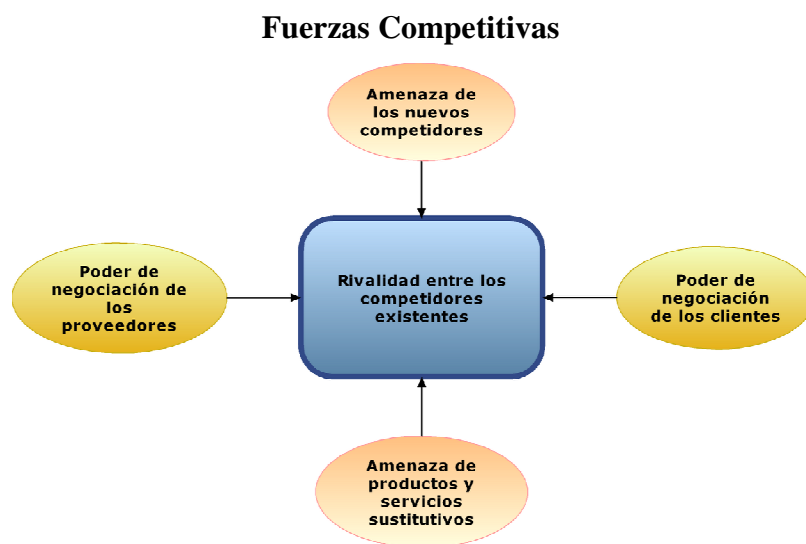 Fuerzas Competitivas
Amenaza de
los nuevos
competidores
Poder de
negociación de
los
proveedores
Rivalidad entre los
competidores
existentes
Poder de
negociación
de los clientes
Amenaza de
productos y
servicios
sustitutivos